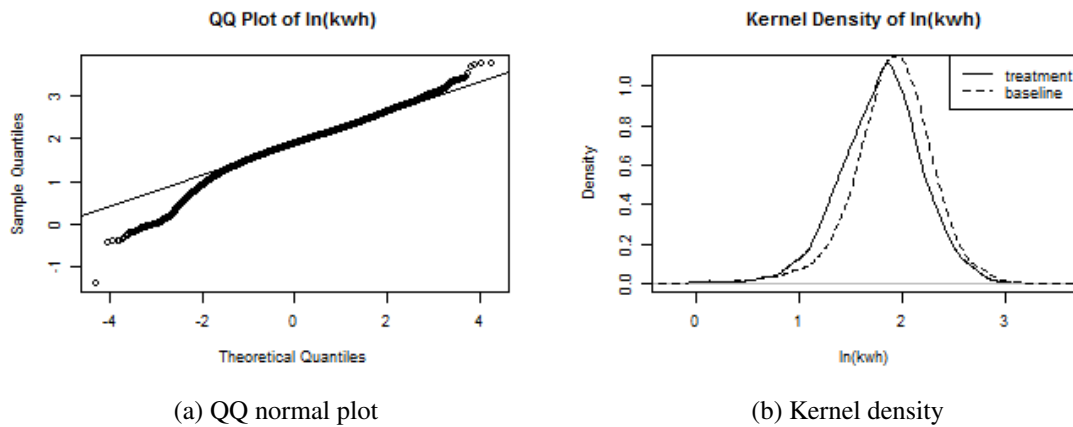 QQ Plot of ln(kwh)
Sample Quantiles
3
2
1
0
-1
-4
-2
0
2
4
Theoretical Quantiles
(a) QQ normal plot
Kernel Density of ln(kwh)
treatment
baseline
Density
1.0
0.8
0.6
0.4
0.2
0.0
0
1
2
3
ln(kwh)
(b) Kernel density